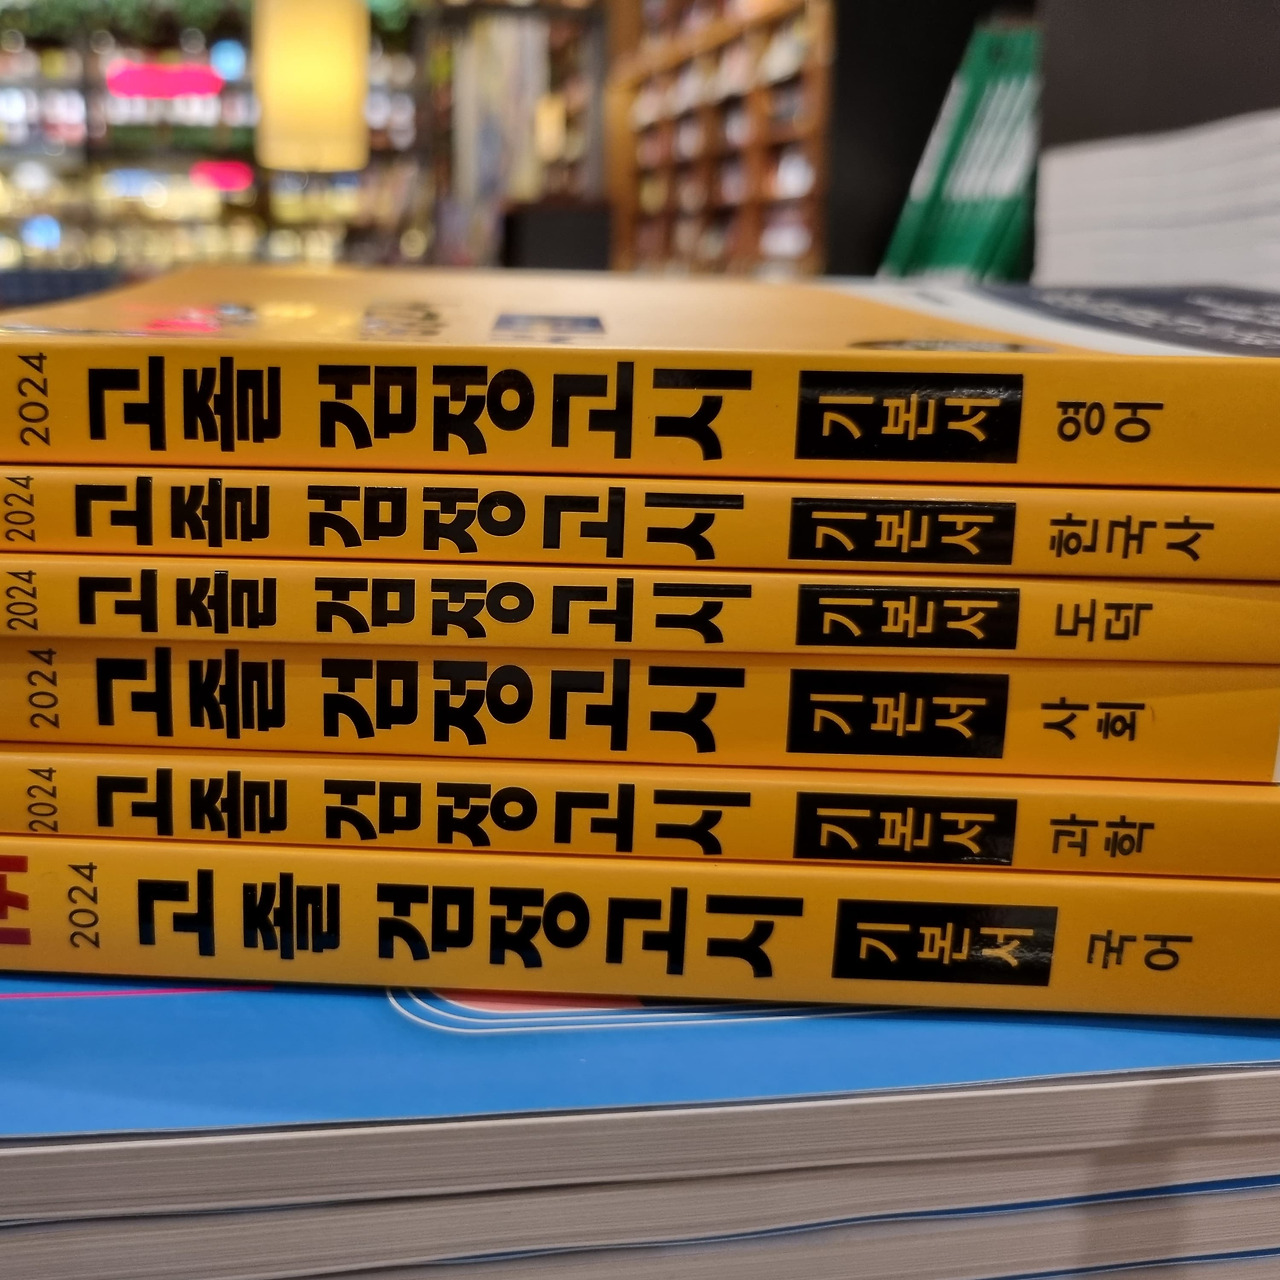 2024 고졸 검정고시 기본서 영어
2024 고졸 검정고시 기본서 한국사
2024 고졸 검정고시 기본서 도덕
2024 고졸 검정고시 기본서 사회
2024 고졸 검정고시 기본서 과학
2024 고졸 검정고시 기본서 국어